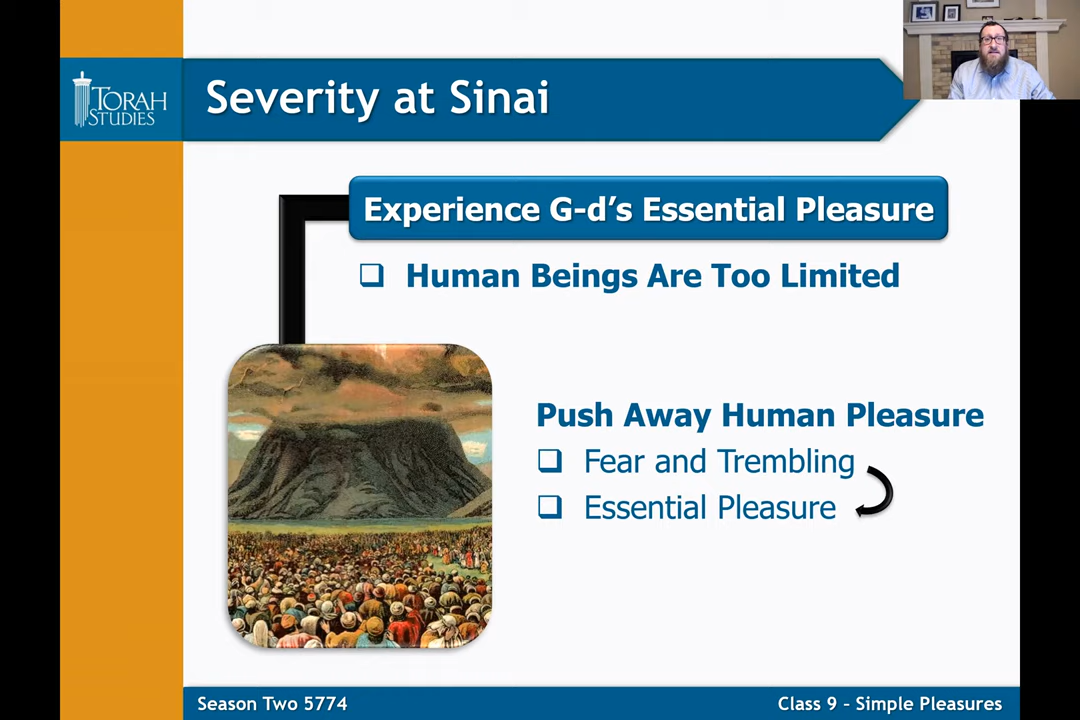 TORAH
STUDIES
Severity at Sinai
Experience G-d’s Essential Pleasure
Human Beings Are Too Limited
Push Away Human Pleasure
Fear and Trembling
Essential Pleasure
Season Two 5774
Class 9 – Simple Pleasures